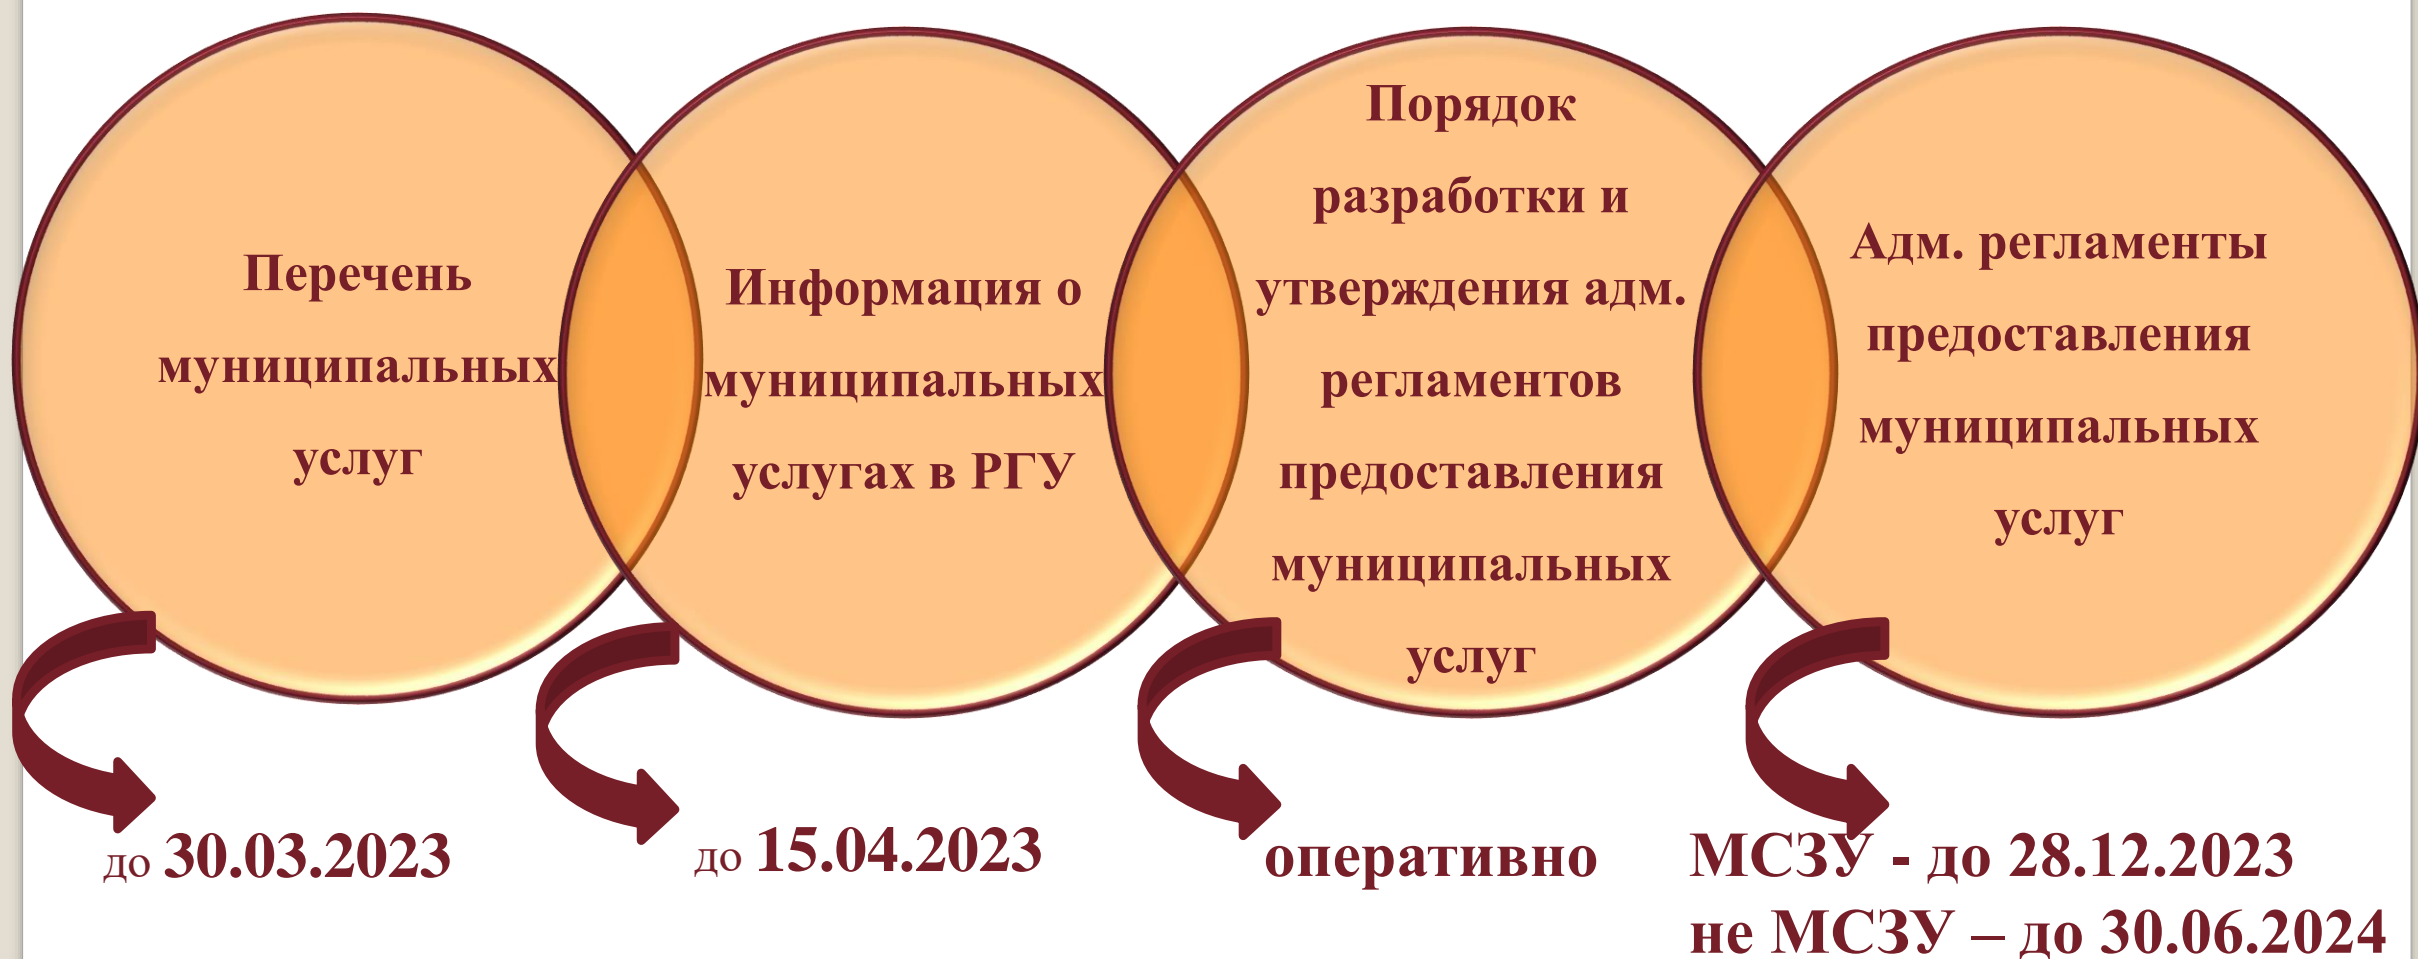 Перечень
муниципальных
услуг
Информация о
муниципальных
услугах в РГУ
Порядок
разработки и
утверждения адм.
регламентов
предоставления
муниципальных
услуг
Адм. регламенты
предоставления
муниципальных
услуг
до 30.03.2023
до 15.04.2023
оперативно
МСЗУ - до 28.12.2023
не МСЗУ – до 30.06.2024